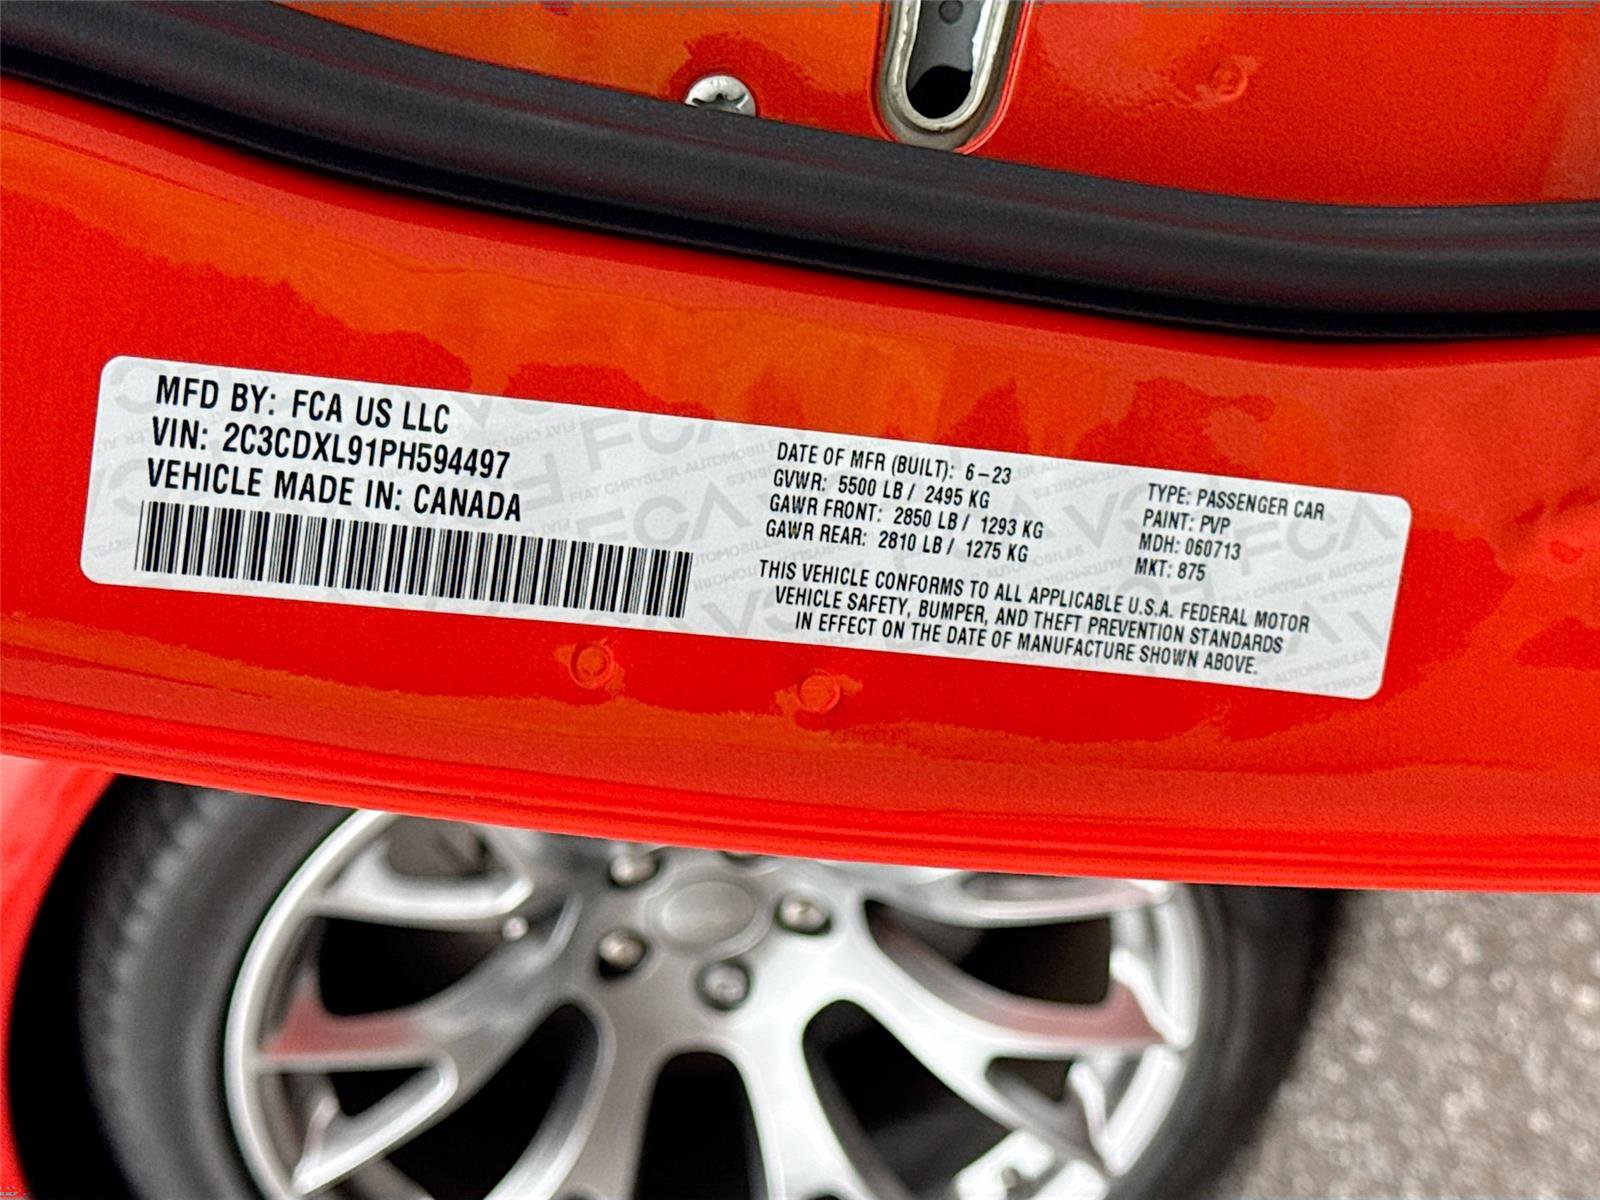 MFD BY: FCA US LLC
VIN: 2C3CDXL91PH594497
VEHICLE MADE IN: CANADA
DATE OF MFR (BUILT): 6-23
GVWR: 5500 LB / 2495 KG
GAWR FRONT: 2850 LB / 1293 KG
GAWR REAR: 2810 LB / 1275 KG
TYPE: PASSENGER CAR
PAINT: PVP
MDH: 060713
MKT: 875
THIS VEHICLE CONFORMS TO ALL APPLICABLE U.S.A. FEDERAL MOTOR
VEHICLE SAFETY, BUMPER, AND THEFT PREVENTION STANDARDS
IN EFFECT ON THE DATE OF MANUFACTURE SHOWN ABOVE.